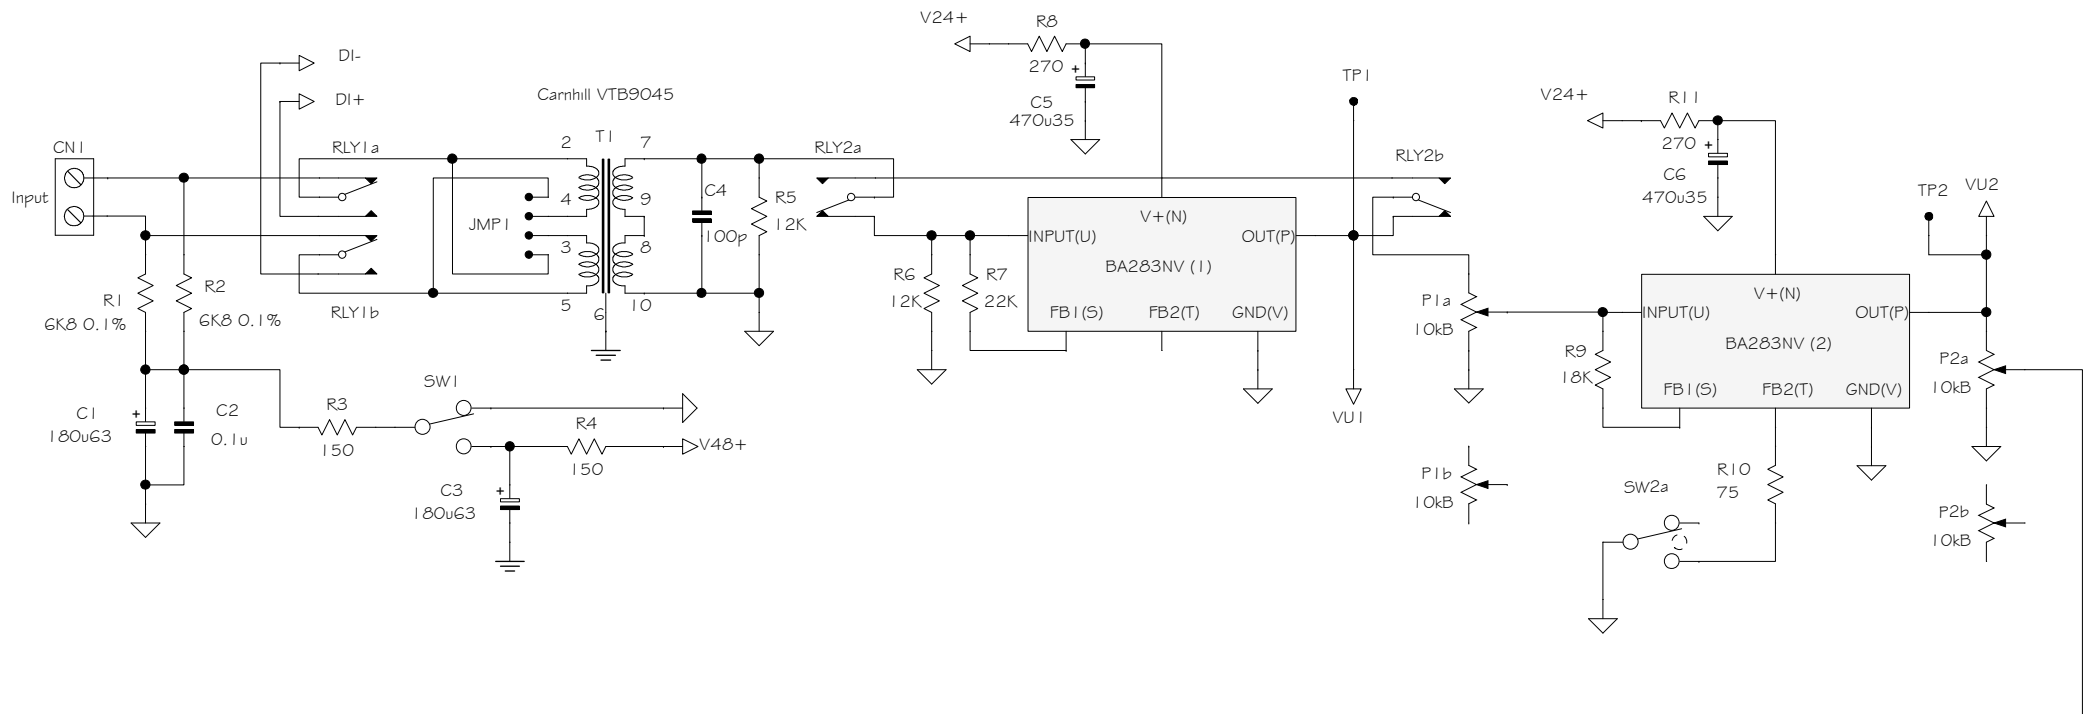 V24+
R8
270
C5
470u35
DI-
DI+
Carnhill VTB9045
TP1
V24+
R11
270
C6
470u35
CN1
Input
RLY1a
2
T1
7
RLY2a
RLY2b
4
9
C4
100p
R5
12K
JMP1
3
8
5
6
10
RLY1b
V+(N)
INPUT(U)
OUT(P)
BA283NV (1)
FB1(S)
FB2(T)
GND(V)
R6
12K
R7
22K
TP2
VU2
R1
6K8 0.1%
R2
6K8 0.1%
P1a
10kB
V+(N)
INPUT(U)
OUT(P)
BA283NV (2)
FB1(S)
FB2(T)
GND(V)
R9
18K
P2a
10kB
SW1
C1
180u63
C2
0.1u
R3
150
R4
150
V48+
VU1
C3
180u63
P1b
10kB
R10
75
SW2a
P2b
10kB
+
+
+
+